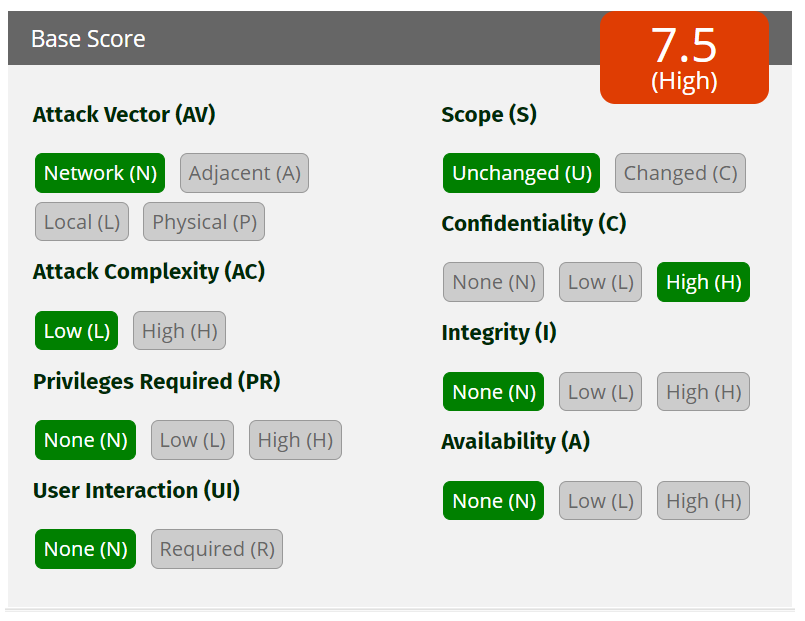 Base Score
7.5
(High)
Attack Vector (AV)
Network (N) Adjacent (A)
Local (L) Physical (P)
Attack Complexity (AC)
Low (L) High (H)
Privileges Required (PR)
None (N) Low (L) High (H)
User Interaction (UI)
None (N) Required (R)
Scope (S)
Unchanged (U) Changed (C)
Confidentiality (C)
None (N) Low (L) High (H)
Integrity (I)
None (N) Low (L) High (H)
Availability (A)
None (N) Low (L) High (H)